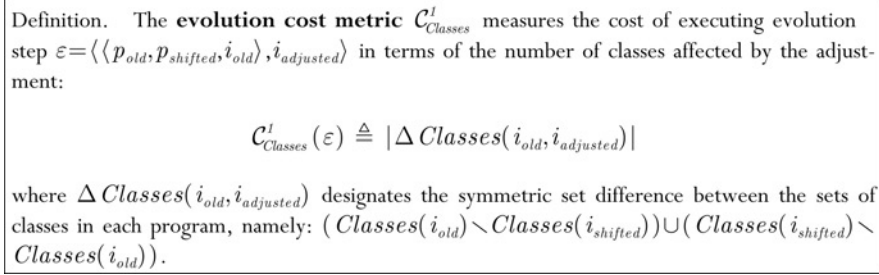 Definition. The evolution cost metric 𝒞¹_Classes measures the cost of executing evolution
step ε=⟨⟨p_old,p_shifted,i_old⟩,i_adjusted⟩ in terms of the number of classes affected by the adjust-
ment:
𝒞¹_Classes(ε) ≜ |Δ Classes(i_old,i_adjusted)|
where Δ Classes(i_old,i_adjusted) designates the symmetric set difference between the sets of
classes in each program, namely: (Classes(i_old)∖Classes(i_shifted))∪(Classes(i_shifted)∖
Classes(i_old)).